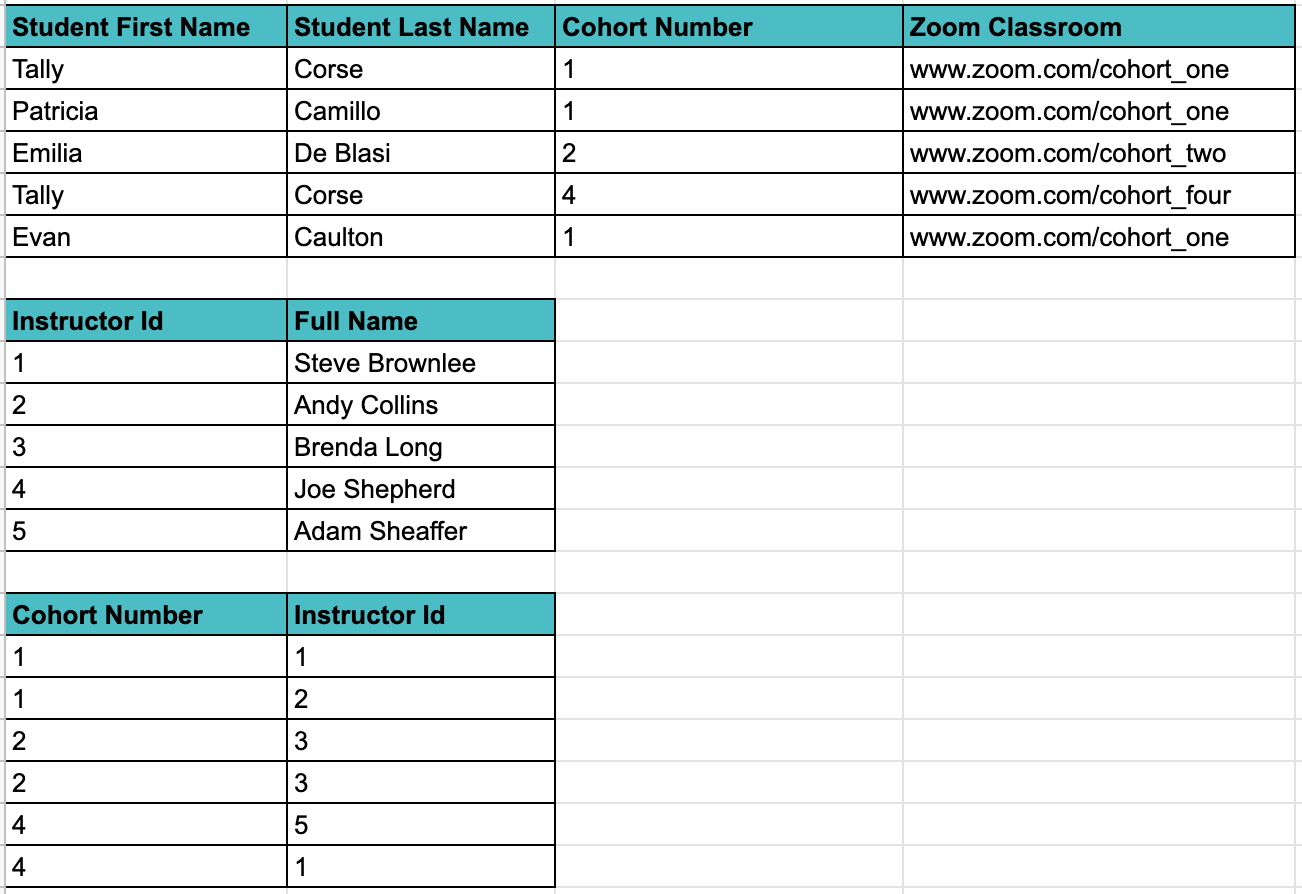 Student First Name Student Last Name Cohort Number Zoom Classroom
Tally Corse 1 www.zoom.com/cohort_one
Patricia Camillo 1 www.zoom.com/cohort_one
Emilia De Blasi 2 www.zoom.com/cohort_two
Tally Corse 4 www.zoom.com/cohort_four
Evan Caulton 1 www.zoom.com/cohort_one
Instructor Id Full Name
1 Steve Brownlee
2 Andy Collins
3 Brenda Long
4 Joe Shepherd
5 Adam Sheaffer
Cohort Number Instructor Id
1 1
1 2
2 3
2 3
4 5
4 1